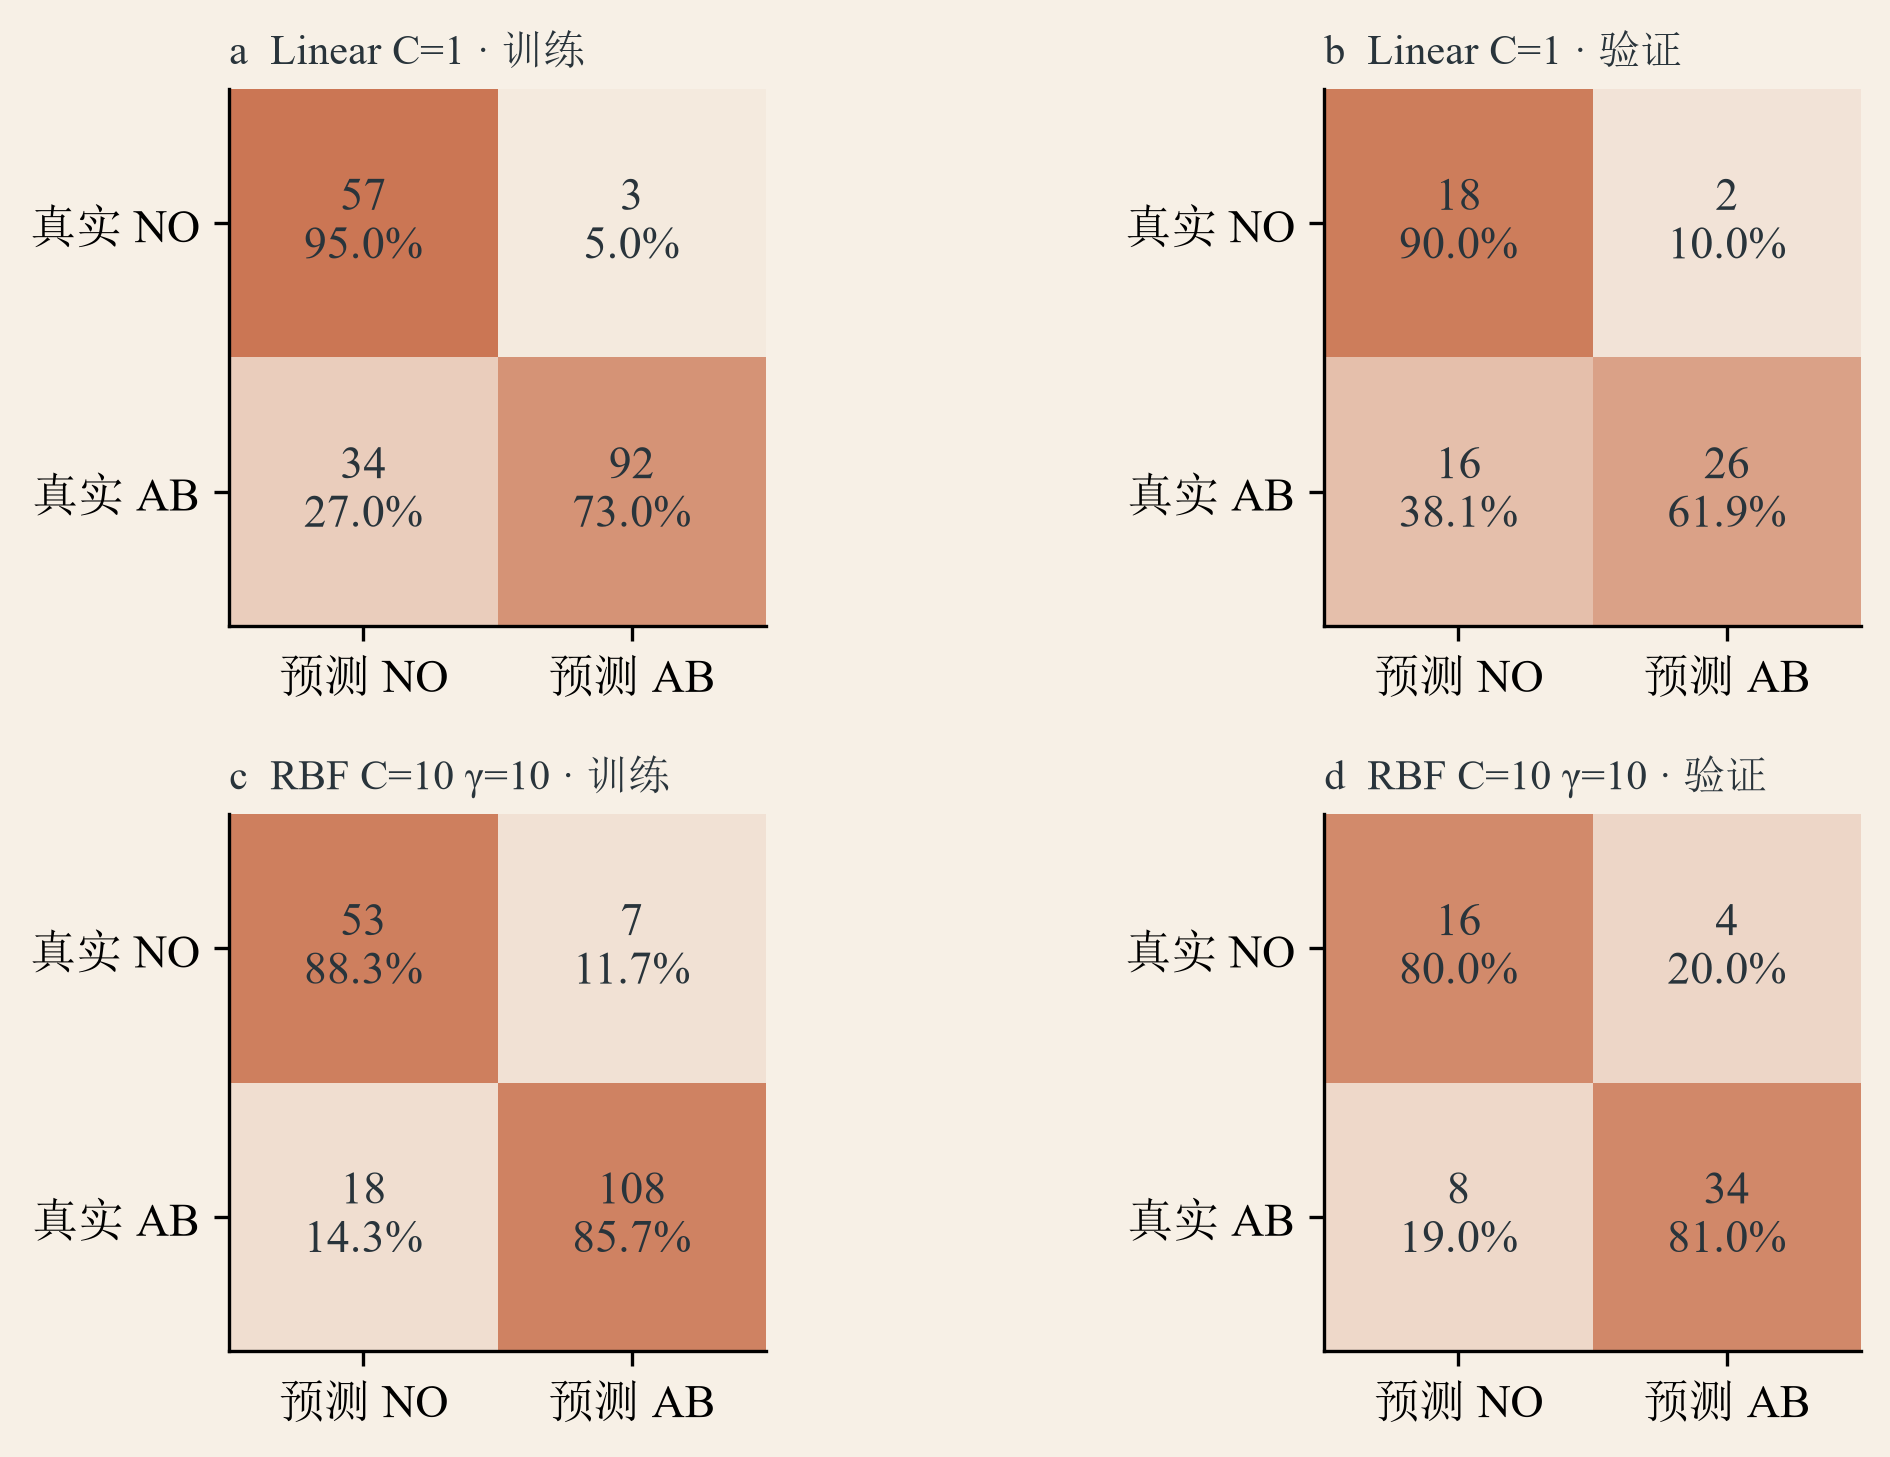 a Linear C=1 · 训练
真实 NO
57
95.0%
3
5.0%
真实 AB
34
27.0%
92
73.0%
预测 NO
预测 AB
b Linear C=1 · 验证
真实 NO
18
90.0%
2
10.0%
真实 AB
16
38.1%
26
61.9%
预测 NO
预测 AB
c RBF C=10 γ=10 · 训练
真实 NO
53
88.3%
7
11.7%
真实 AB
18
14.3%
108
85.7%
预测 NO
预测 AB
d RBF C=10 γ=10 · 验证
真实 NO
16
80.0%
4
20.0%
真实 AB
8
19.0%
34
81.0%
预测 NO
预测 AB